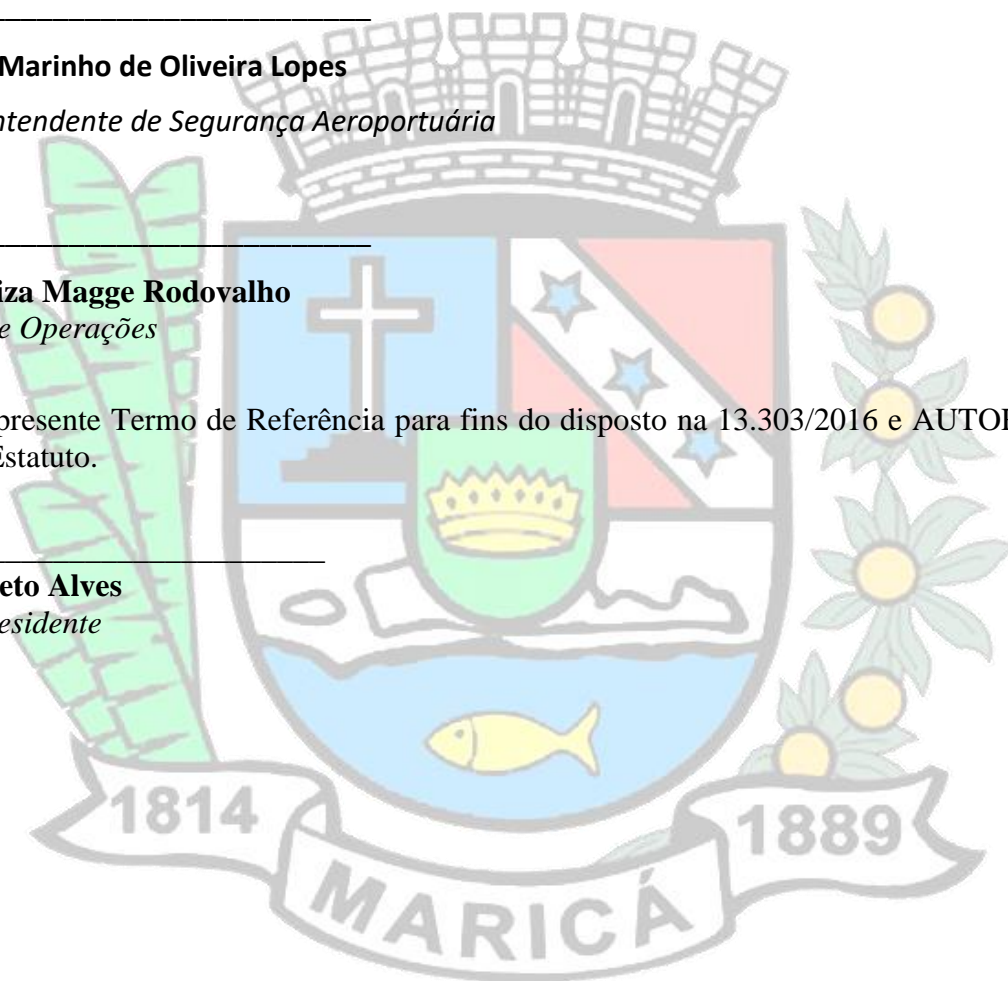 Marinho de Oliveira Lopes
ntendente de Segurança Aeroportuária
iza Magge Rodovalho
e Operações
presente Termo de Referência para fins do disposto na 13.303/2016 e AUTO
Estatuto.
eto Alves
esidente
1814
1889
MARICÁ